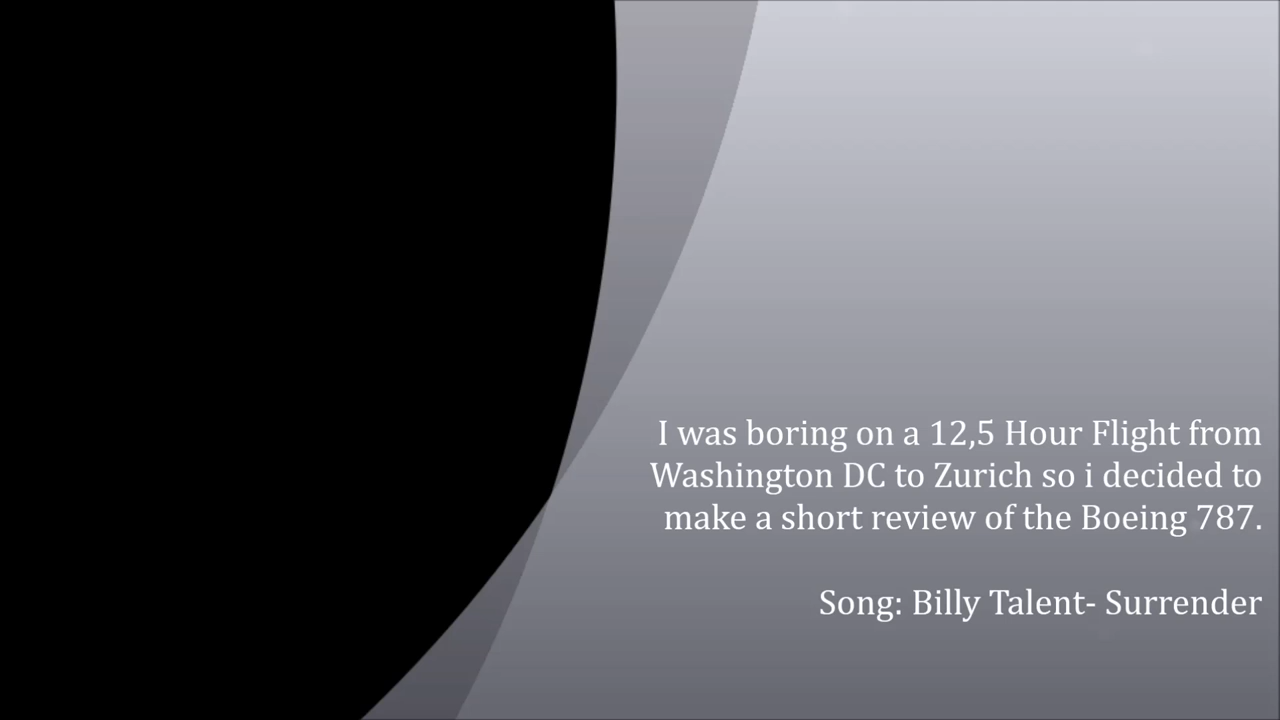 I was boring on a 12,5 Hour Flight from
Washington DC to Zurich so i decided to
make a short review of the Boeing 787.
Song: Billy Talent- Surrender